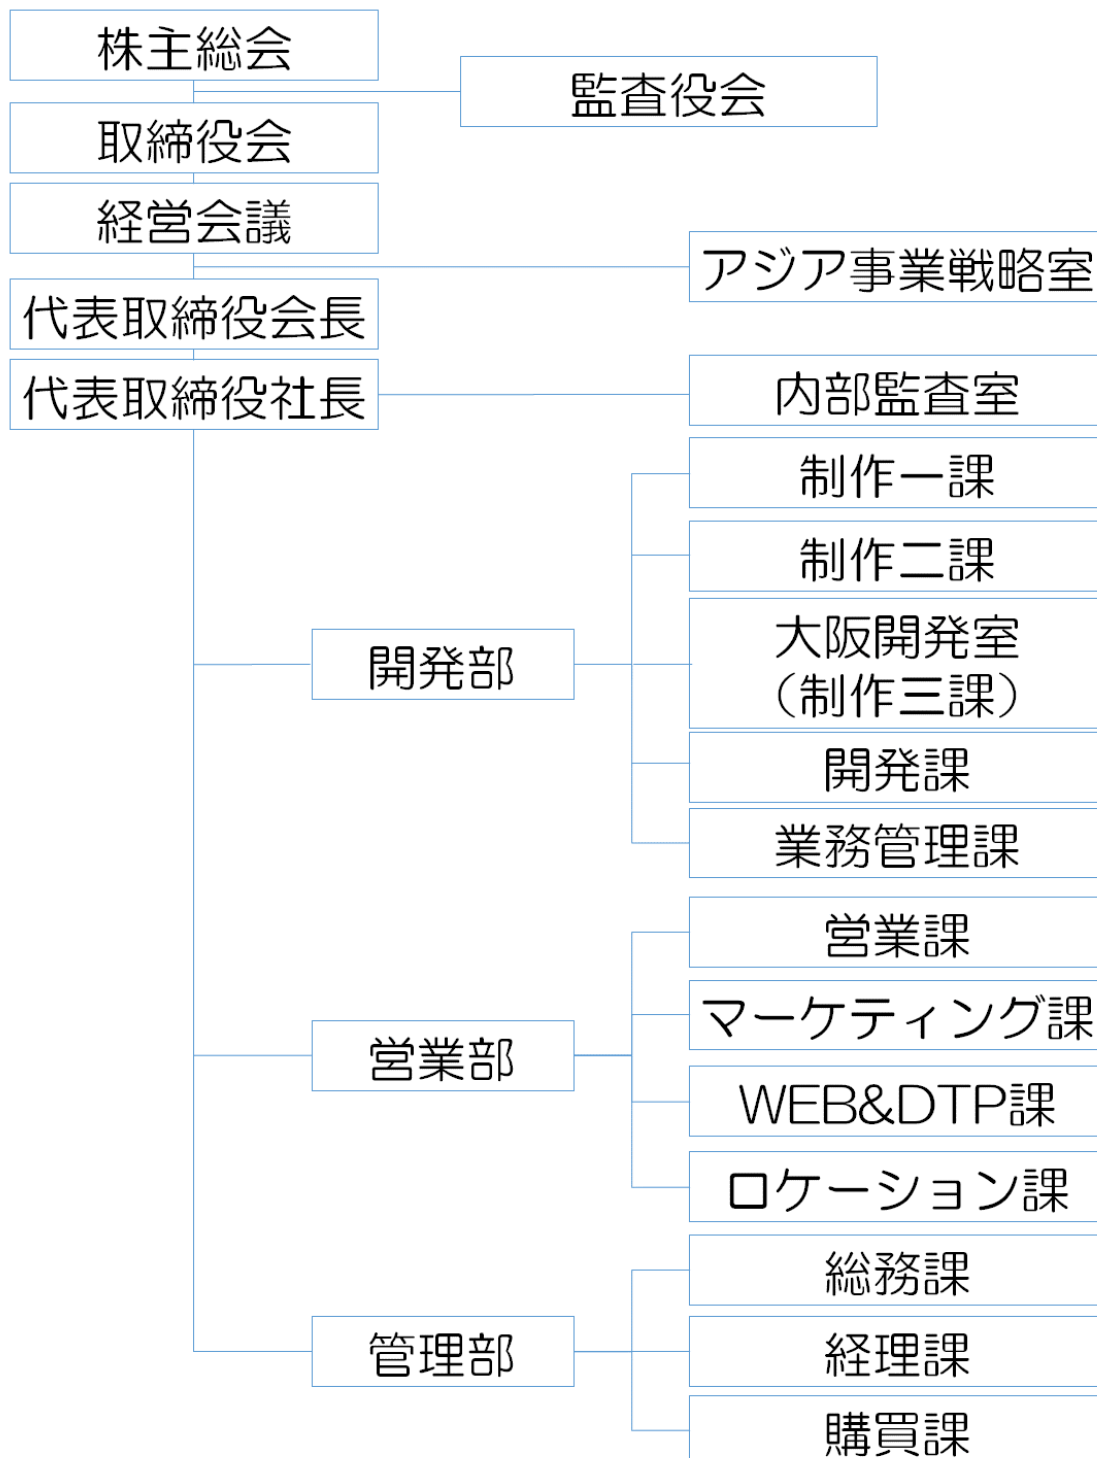 株主総会
監査役会
取締役会
経営会議
アジア事業戦略室
代表取締役会長
代表取締役社長
内部監査室
開発部
制作一課
制作二課
大阪開発室
（制作三課）
開発課
業務管理課
営業部
営業課
マーケティング課
WEB&DTP課
ロケーション課
管理部
総務課
経理課
購買課